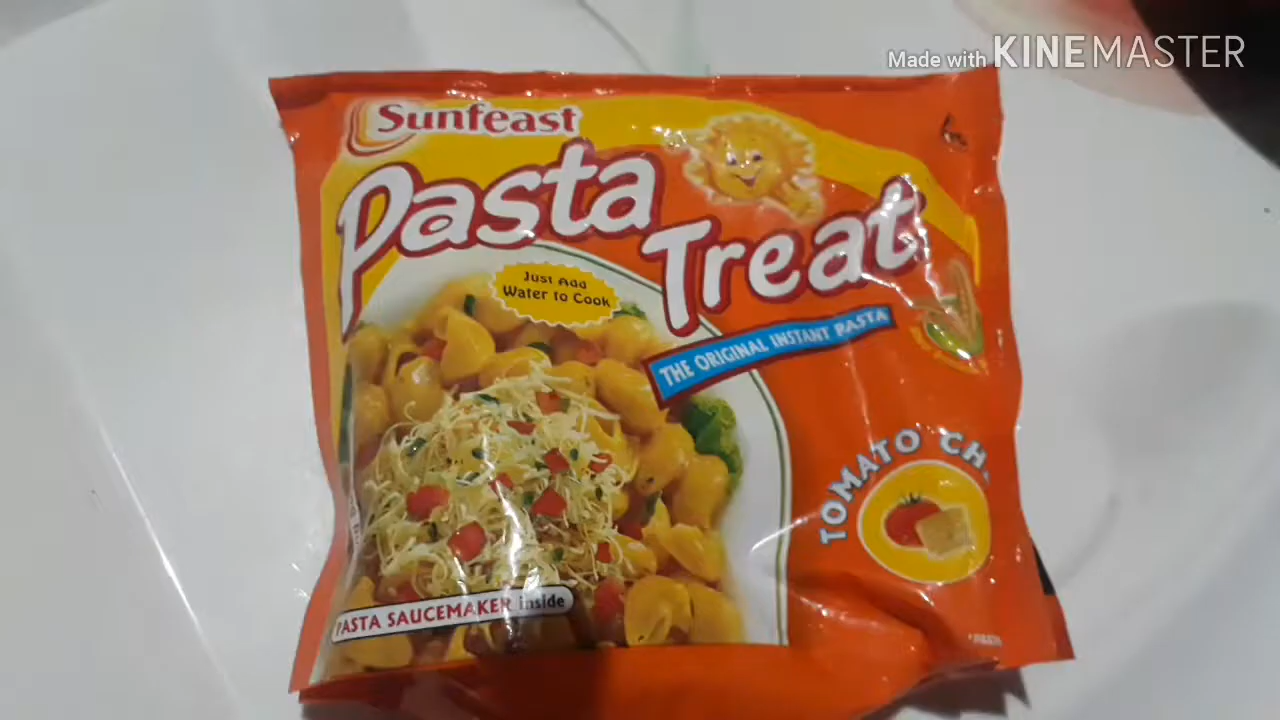 Made with KINEMASTER
Sunfeast
Pasta
Treat
Just Add
Water to Cook
THE ORIGINAL INSTANT PASTA
TOMATO
PASTA SAUCEMAKER inside